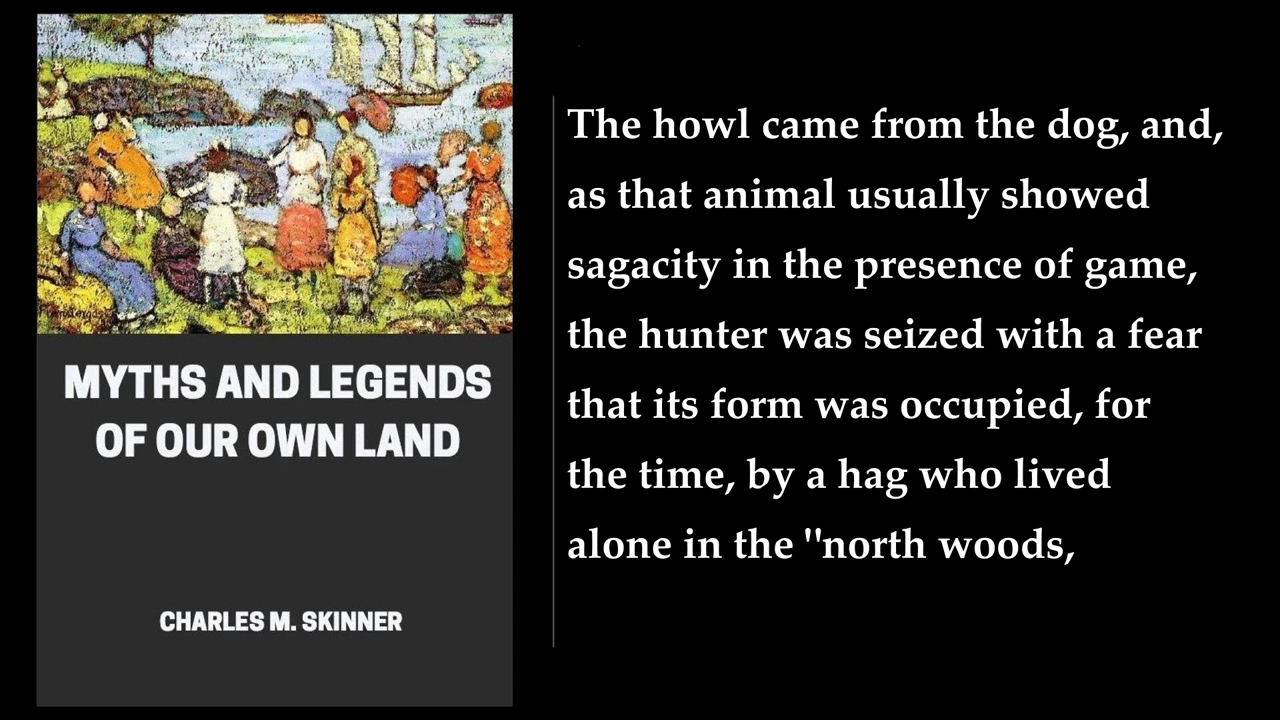 MYTHS AND LEGENDS
OF OUR OWN LAND
CHARLES M. SKINNER
The howl came from the dog, and,
as that animal usually showed
sagacity in the presence of game,
the hunter was seized with a fear
that its form was occupied, for
the time, by a hag who lived
alone in the "north woods,